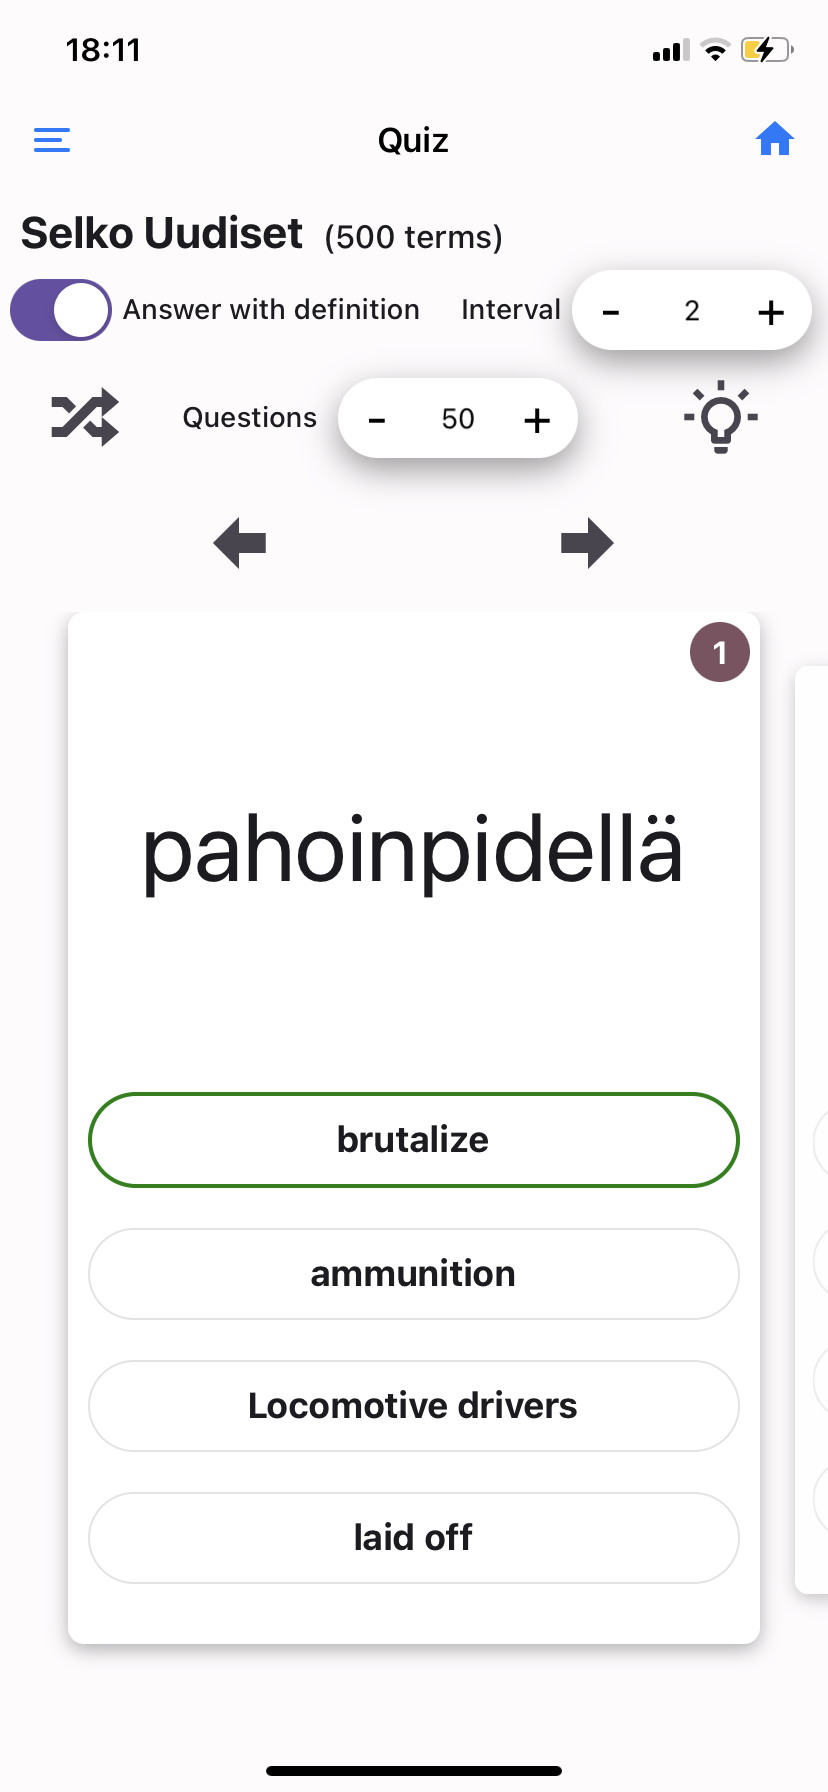 18:11
Quiz
Selko Uudiset (500 terms)
Answer with definition Interval - 2 +
Questions - 50 +
1
pahoinpidellä
brutalize
ammunition
Locomotive drivers
laid off